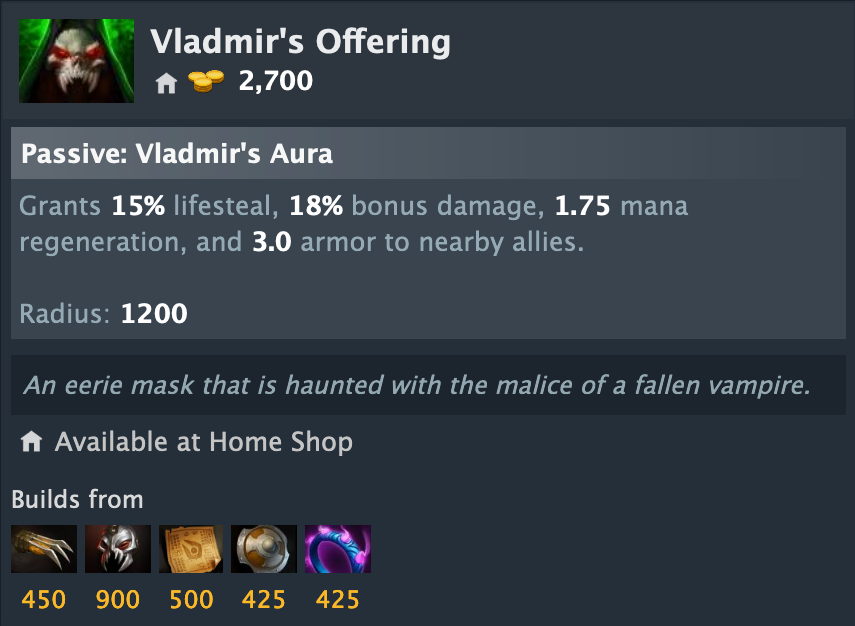 Vladmir's Offering
2,700
Passive: Vladmir's Aura
Grants 15% lifesteal, 18% bonus damage, 1.75 mana
regeneration, and 3.0 armor to nearby allies.
Radius: 1200
An eerie mask that is haunted with the malice of a fallen vampire.
Available at Home Shop
Builds from
450 900 500 425 425